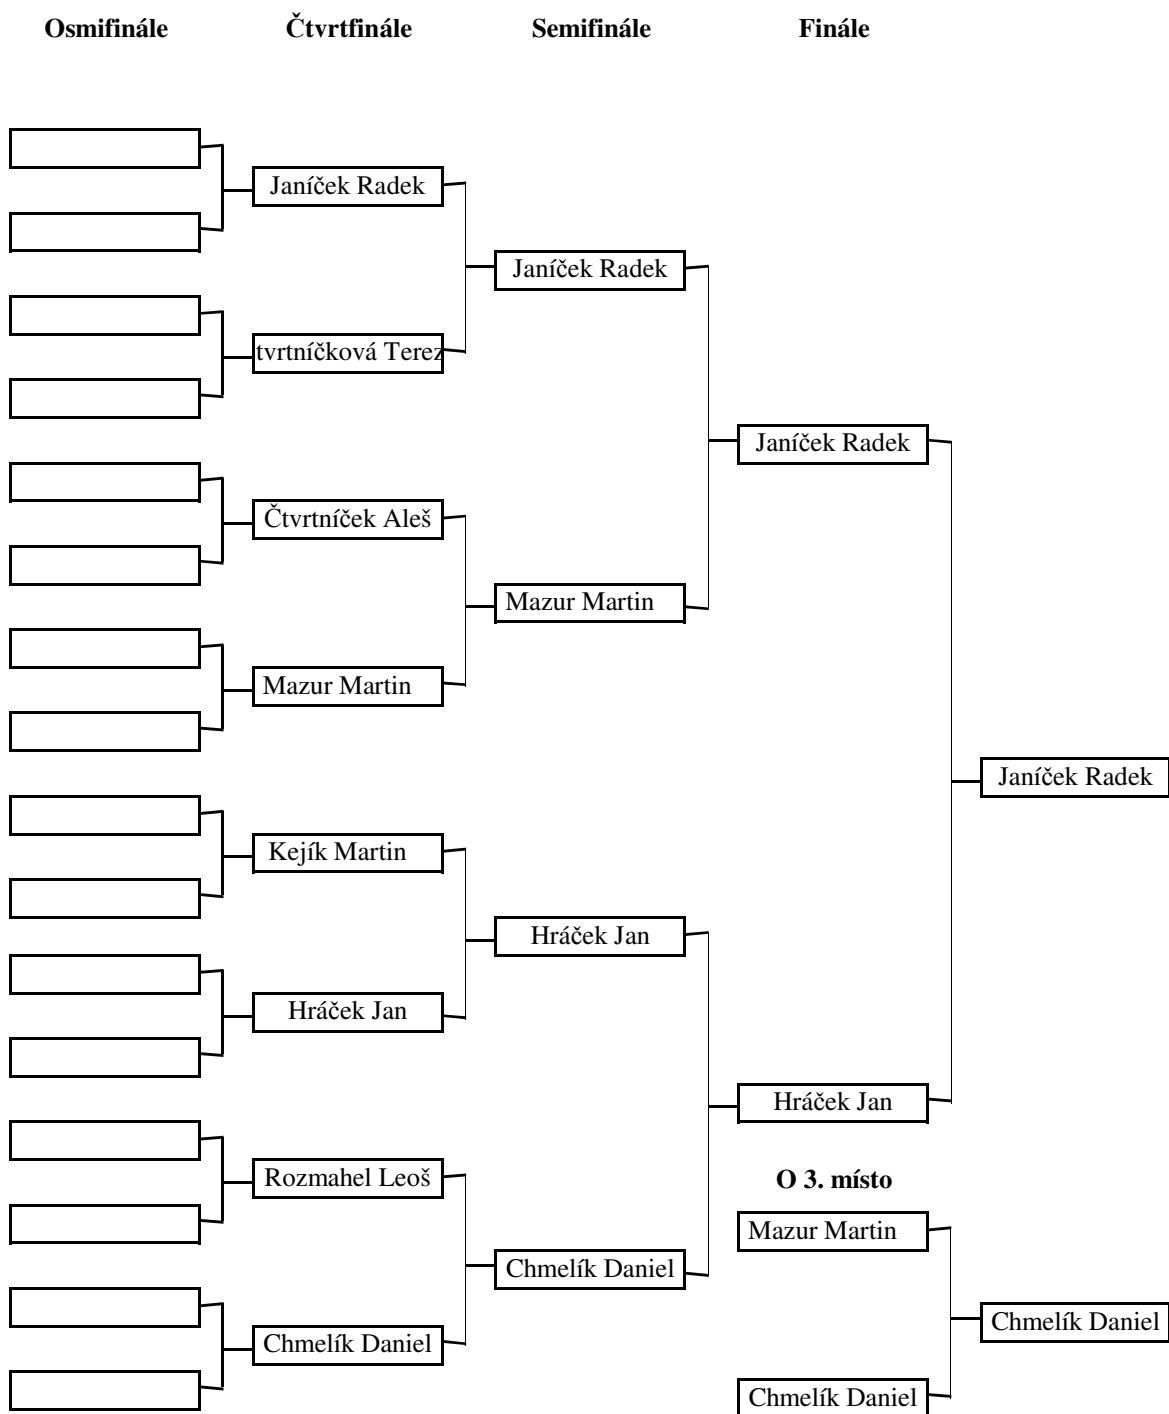 Osmifinále Čtvrtfinále Semifinále Finále
Janíček Radek
Janíček Radek
tvrtníčková Terez
Janíček Radek
Čtvrtníček Aleš
Mazur Martin
Mazur Martin
Janíček Radek
Kejík Martin
Hráček Jan
Hráček Jan
Hráček Jan
Rozmahel Leoš
O 3. místo
Mazur Martin
Chmelík Daniel
Chmelík Daniel
Chmelík Daniel
Chmelík Daniel